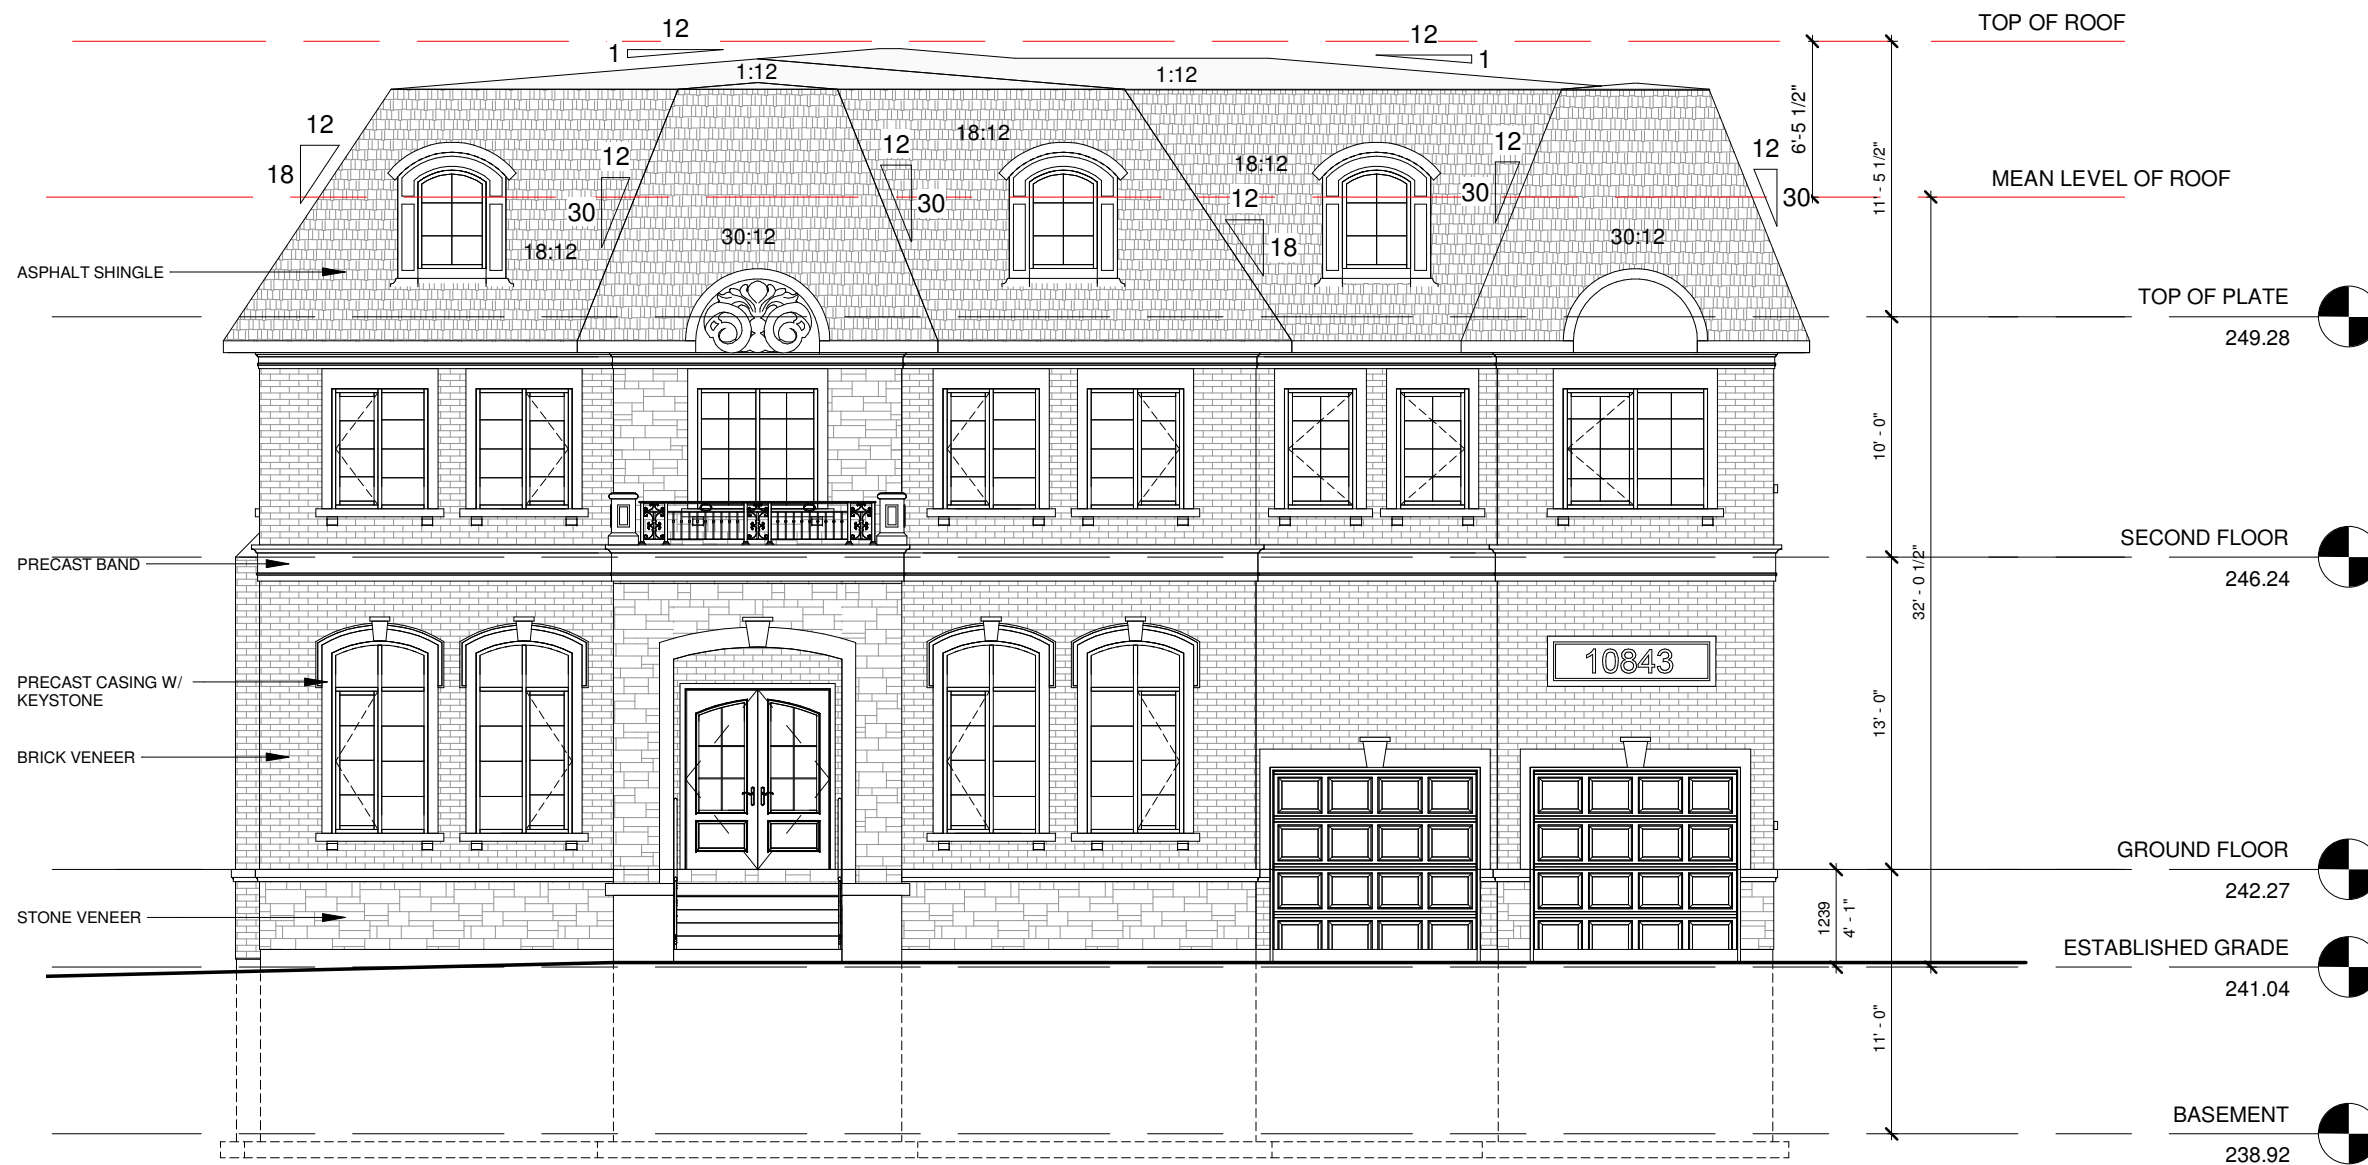 TOP OF ROOF
12
1
12
1
1:12
1:12
6'-5 1/2"
11' - 5 1/2"
12
18
12
30
12
30
18:12
18:12
12
18
12
30
12
30
MEAN LEVEL OF ROOF
18:12
30:12
30:12
ASPHALT SHINGLE
TOP OF PLATE
249.28
10' - 0"
SECOND FLOOR
246.24
PRECAST BAND
32' - 0 1/2"
10843
PRECAST CASING W/
KEYSTONE
13' - 0"
BRICK VENEER
GROUND FLOOR
242.27
STONE VENEER
1239
4' - 1"
ESTABLISHED GRADE
241.04
11' - 0"
BASEMENT
238.92